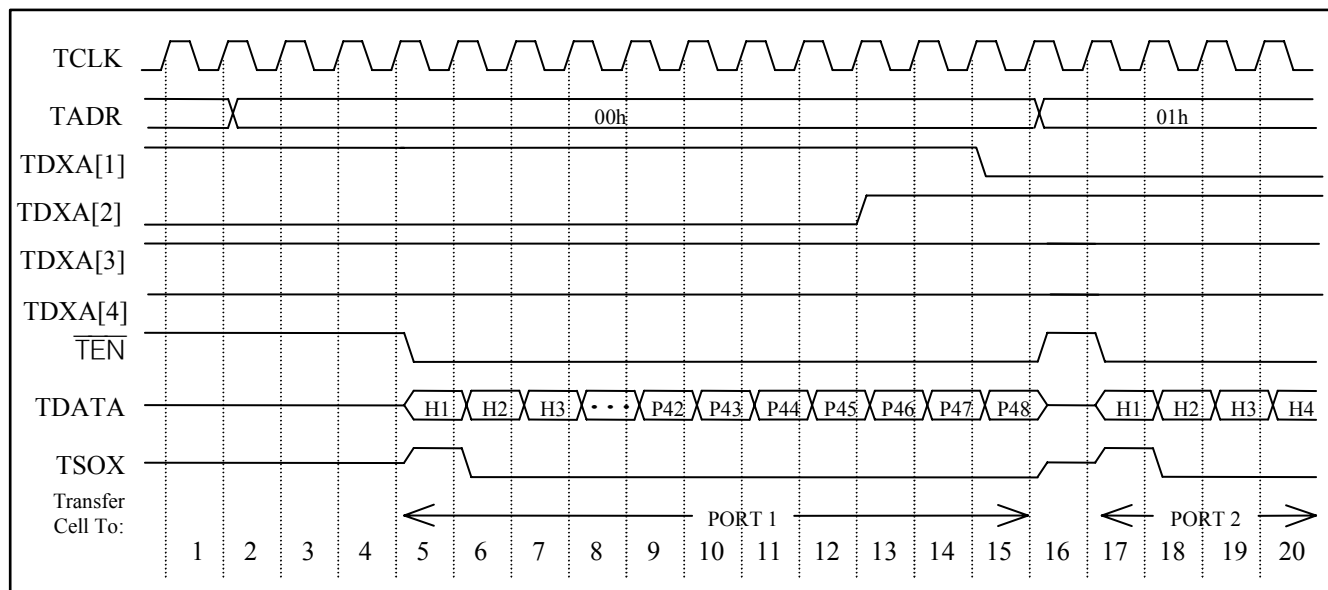 TCLK
TADR 00h 01h
TDXA[1]
TDXA[2]
TDXA[3]
TDXA[4]
TEN
TDATA H1 H2 H3 • • • P42 P43 P44 P45 P46 P47 P48 H1 H2 H3 H4
TSOX
Transfer
Cell To: PORT 1 PORT 2
1 2 3 4 5 6 7 8 9 10 11 12 13 14 15 16 17 18 19 20